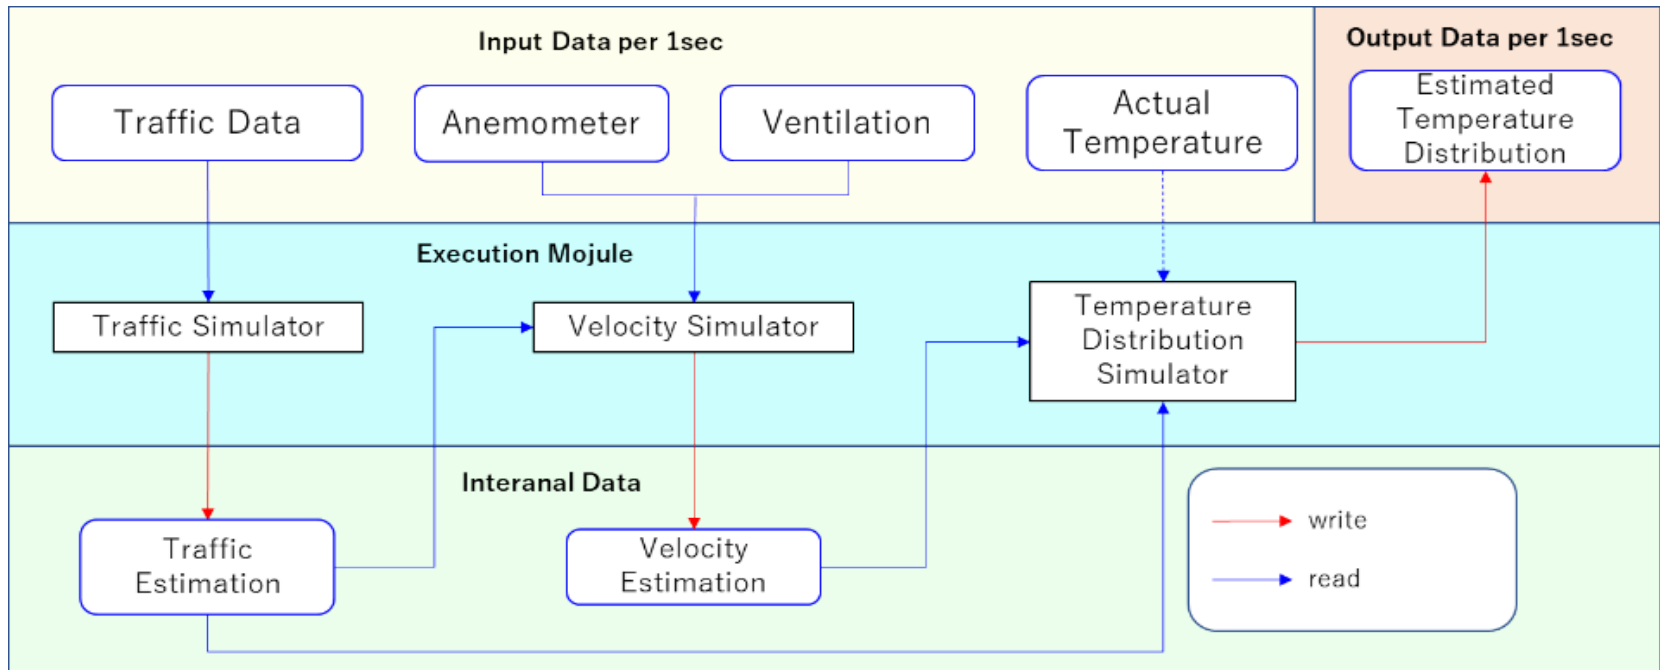 Input Data per 1sec
Output Data per 1sec
Traffic Data
Anemometer
Ventilation
Actual
Temperature
Estimated
Temperature
Distribution
Execution Mojule
Traffic Simulator
Velocity Simulator
Temperature
Distribution
Simulator
Interanal Data
Traffic
Estimation
Velocity
Estimation
write
read